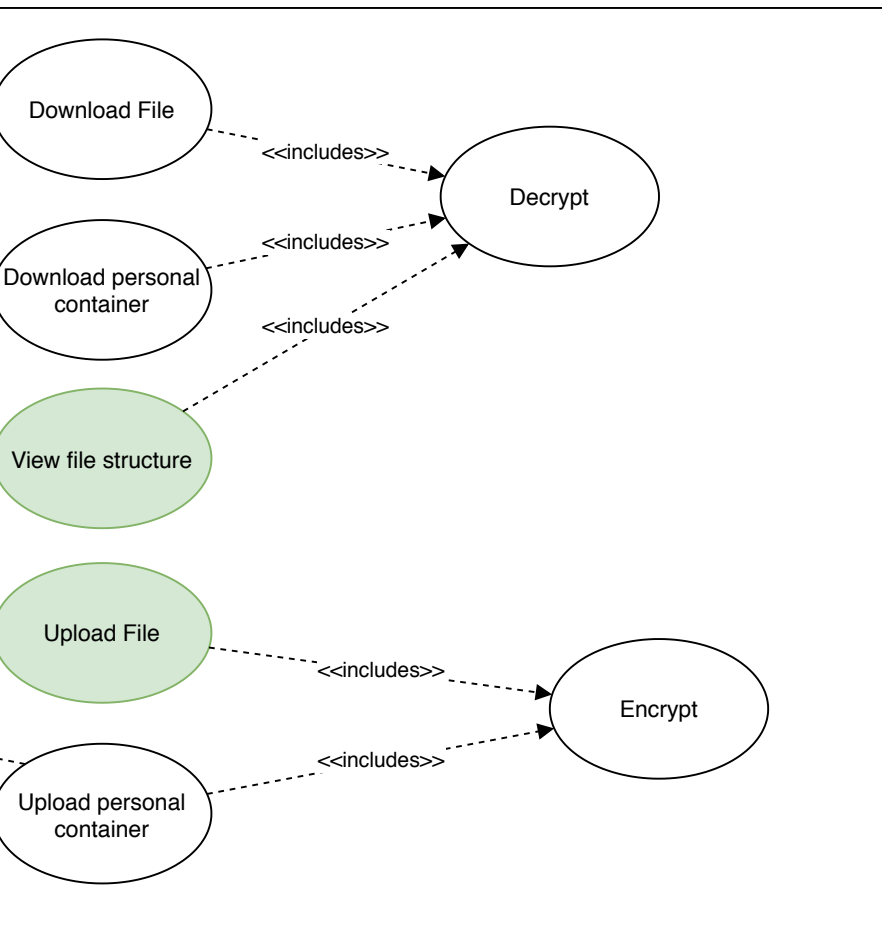 Download File
<<includes>>
Decrypt
<<includes>>
Download personal
container
<<includes>>
View file structure
Upload File
<<includes>>
Encrypt
<<includes>>
Upload personal
container